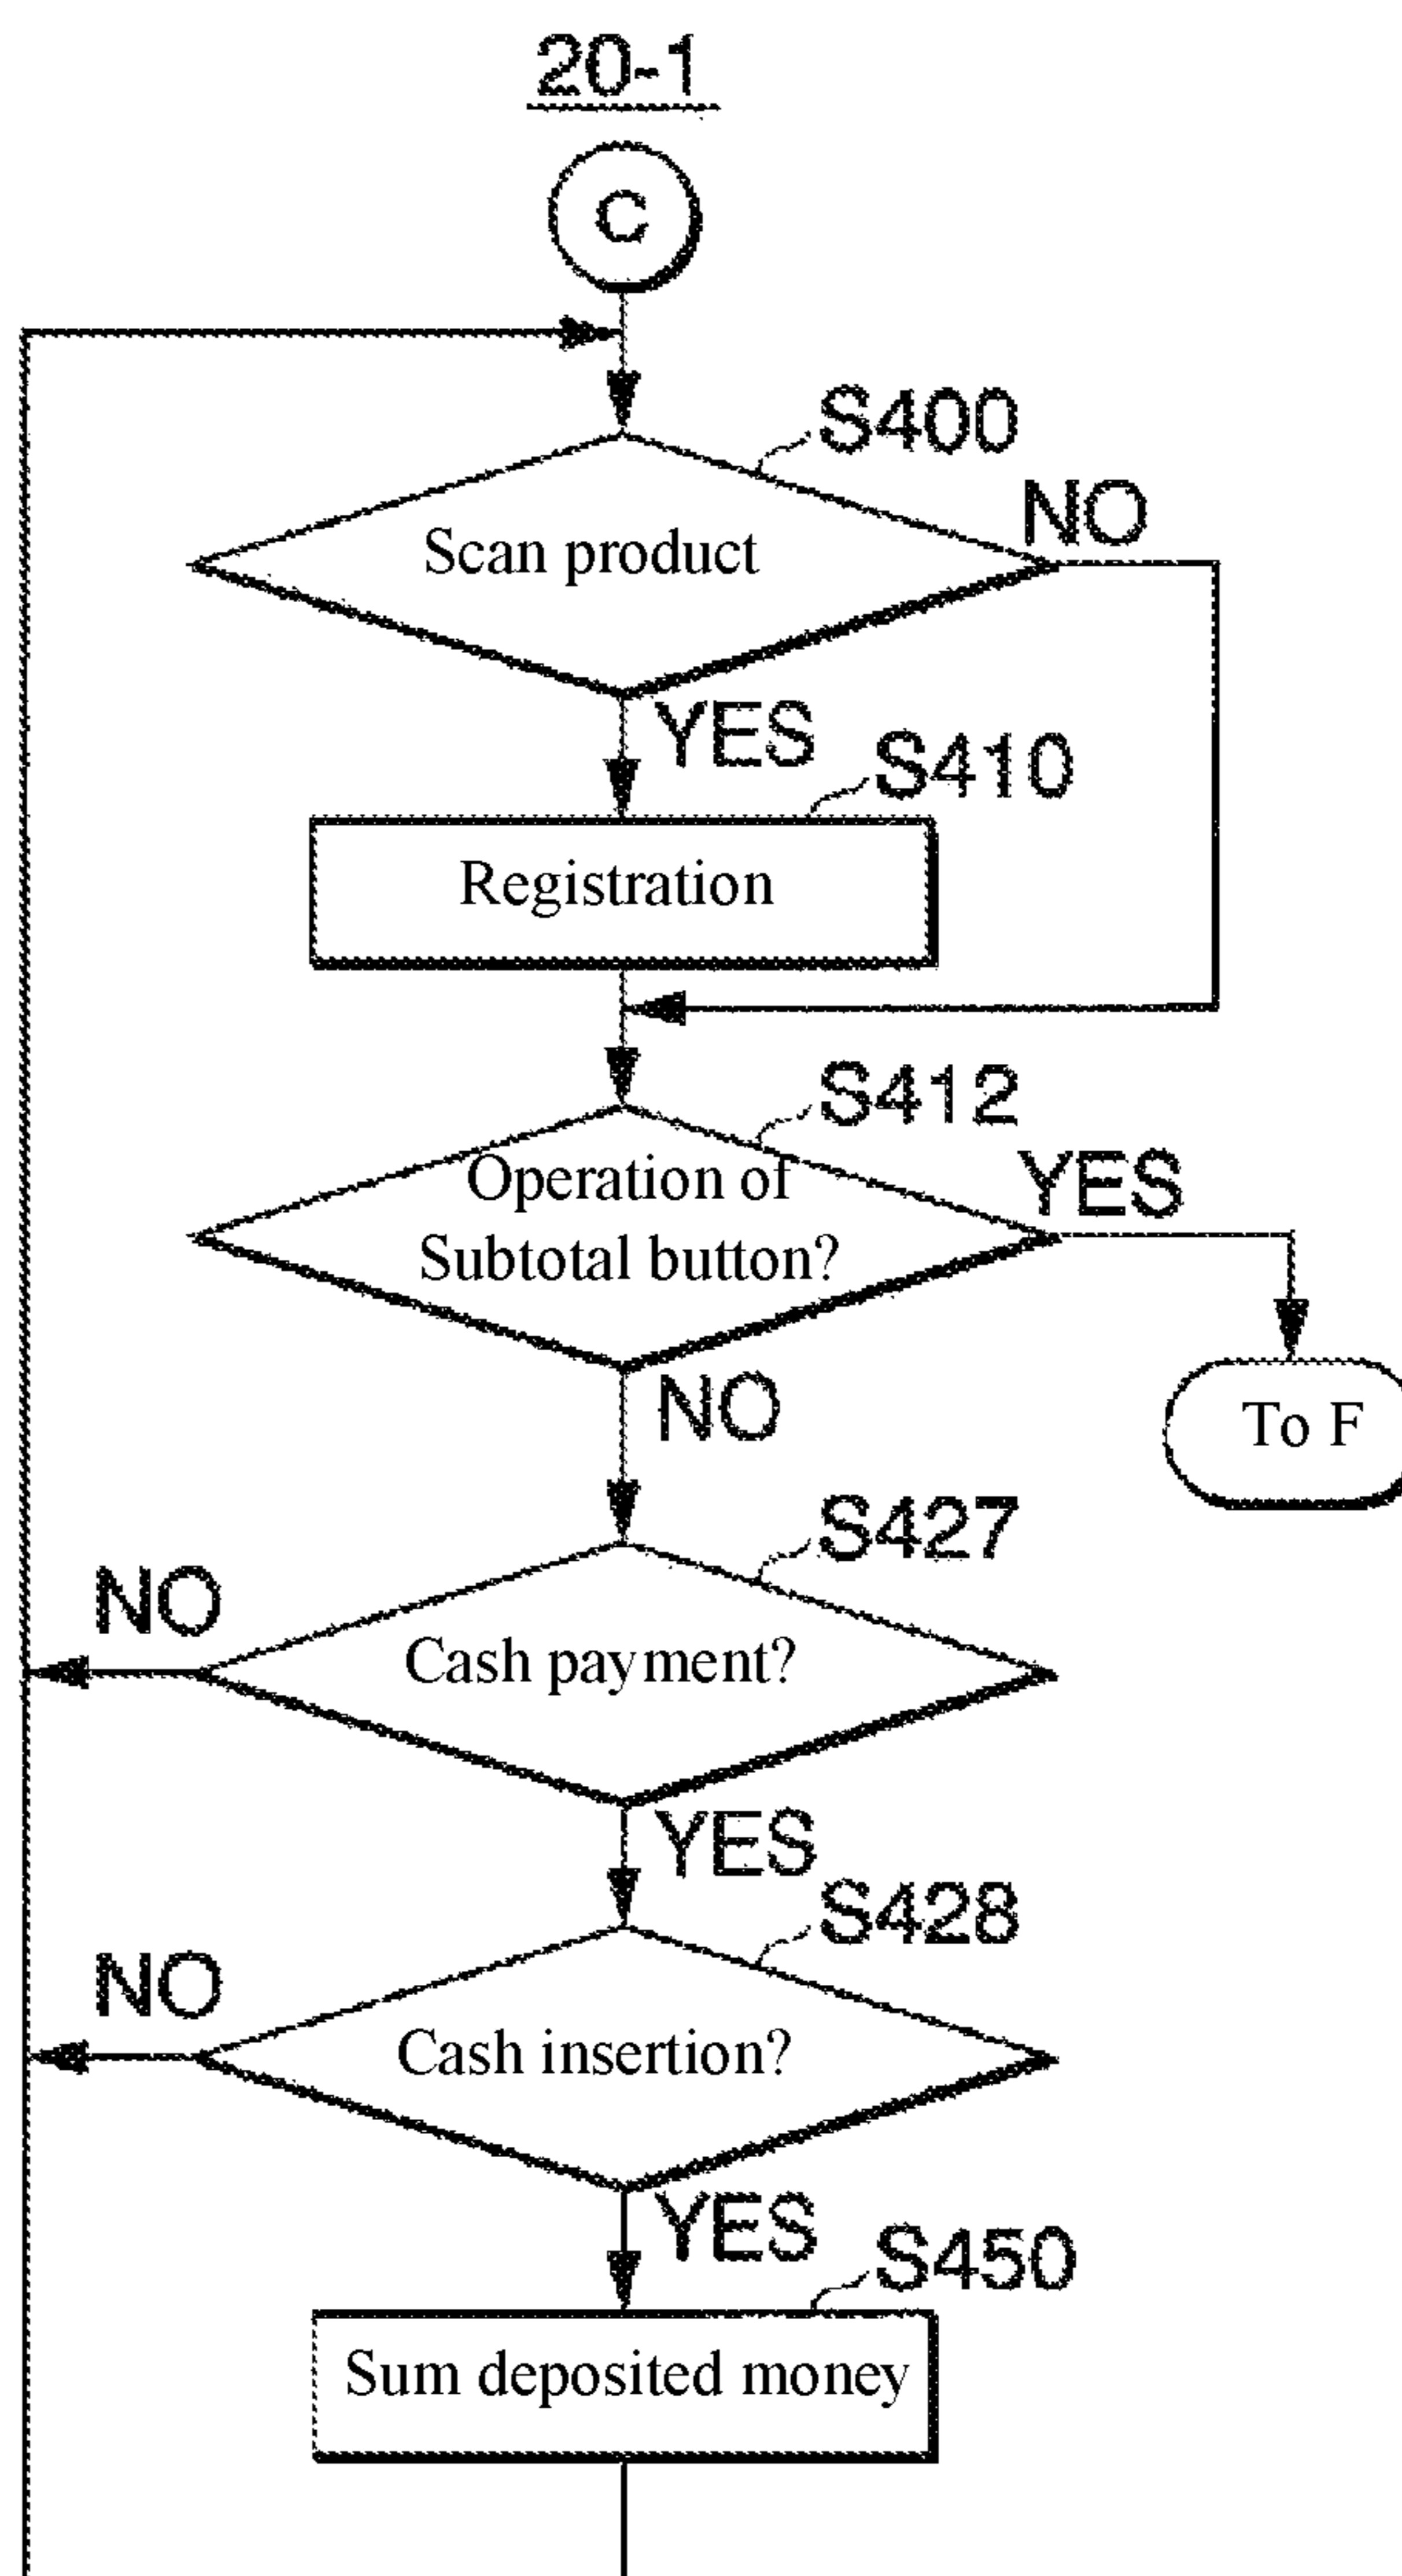 20-1
C
S400
NO
Scan product
YES
S410
Registration
S412
YES
Operation of
Subtotal button?
NO
To F
S427
NO
Cash payment?
YES
S428
NO
Cash insertion?
YES
S450
Sum deposited money